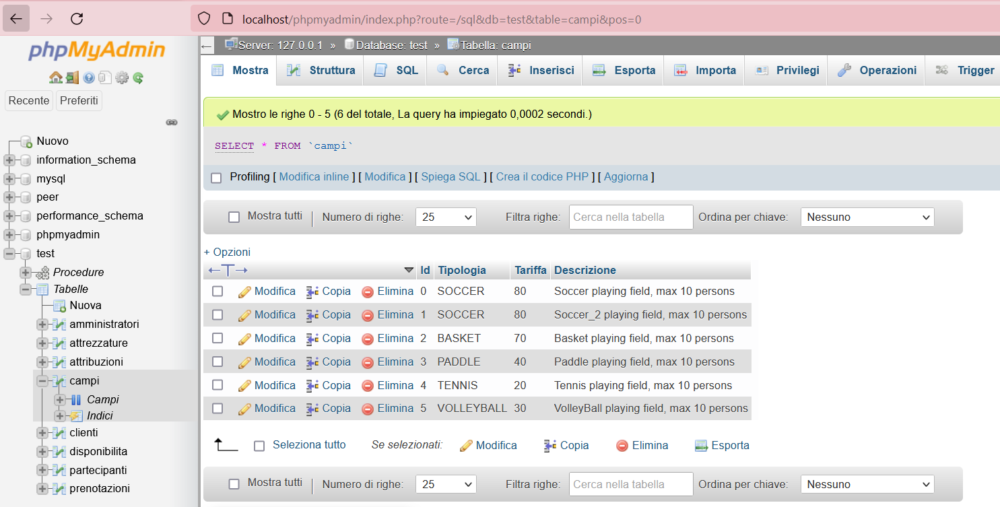 localhost/phpmyadmin/index.php?route=/sql&db=test&table=campi&pos=0
phpMyAdmin
Recente Preferiti
Nuovo
information_schema
mysql
peer
performance_schema
phpmyadmin
test
Procedure
Tabelle
Nuova
amministratori
attrezzature
attribuzioni
campi
Campi
Indici
clienti
disponibilita
partecipanti
prenotazioni
Server: 127.0.0.1 » Database: test » Tabella: campi
Mostra Struttura SQL Cerca Inserisci Esporta Importa Privilegi Operazioni Trigger
Mostro le righe 0 - 5 (6 del totale, La query ha impiegato 0,0002 secondi.)
SELECT * FROM `campi`
Profiling [ Modifica inline ] [ Modifica ] [ Spiega SQL ] [ Crea il codice PHP ] [ Aggiorna ]
Mostra tutti | Numero di righe: 25 Filtra righe: Cerca nella tabella Ordina per chiave: Nessuno
+ Opzioni
←T→ Id Tipologia Tariffa Descrizione
Modifica Copia Elimina 0 SOCCER 80 Soccer playing field, max 10 persons
Modifica Copia Elimina 1 SOCCER 80 Soccer_2 playing field, max 10 persons
Modifica Copia Elimina 2 BASKET 70 Basket playing field, max 10 persons
Modifica Copia Elimina 3 PADDLE 40 Paddle playing field, max 10 persons
Modifica Copia Elimina 4 TENNIS 20 Tennis playing field, max 10 persons
Modifica Copia Elimina 5 VOLLEYBALL 30 VolleyBall playing field, max 10 persons
Seleziona tutto Se selezionati: Modifica Copia Elimina Esporta
Mostra tutti | Numero di righe: 25 Filtra righe: Cerca nella tabella Ordina per chiave: Nessuno